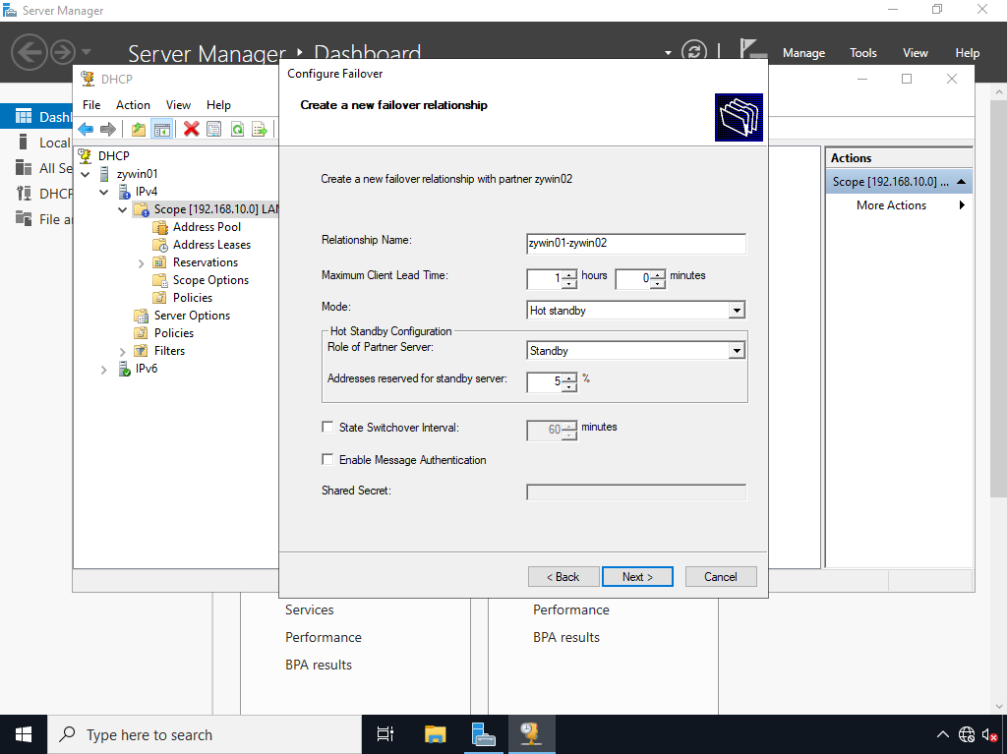 Server Manager
Server Manager ‣ Dashboard
Manage Tools View Help
DHCP
File Action View Help
DHCP
zywin01
IPv4
Scope [192.168.10.0] LAN
Address Pool
Address Leases
Reservations
Scope Options
Policies
Server Options
Policies
Filters
IPv6
Actions
Scope [192.168.10.0] ...
More Actions
Dashb
Local
All Se
DHCP
File a
Configure Failover
Create a new failover relationship
Create a new failover relationship with partner zywin02
Relationship Name: zywin01-zywin02
Maximum Client Lead Time: 1 hours 0 minutes
Mode: Hot standby
Hot Standby Configuration
Role of Partner Server: Standby
Addresses reserved for standby server: 5 %
State Switchover Interval: 60 minutes
Enable Message Authentication
Shared Secret:
< Back Next > Cancel
Services
Performance
BPA results
Performance
BPA results
Type here to search